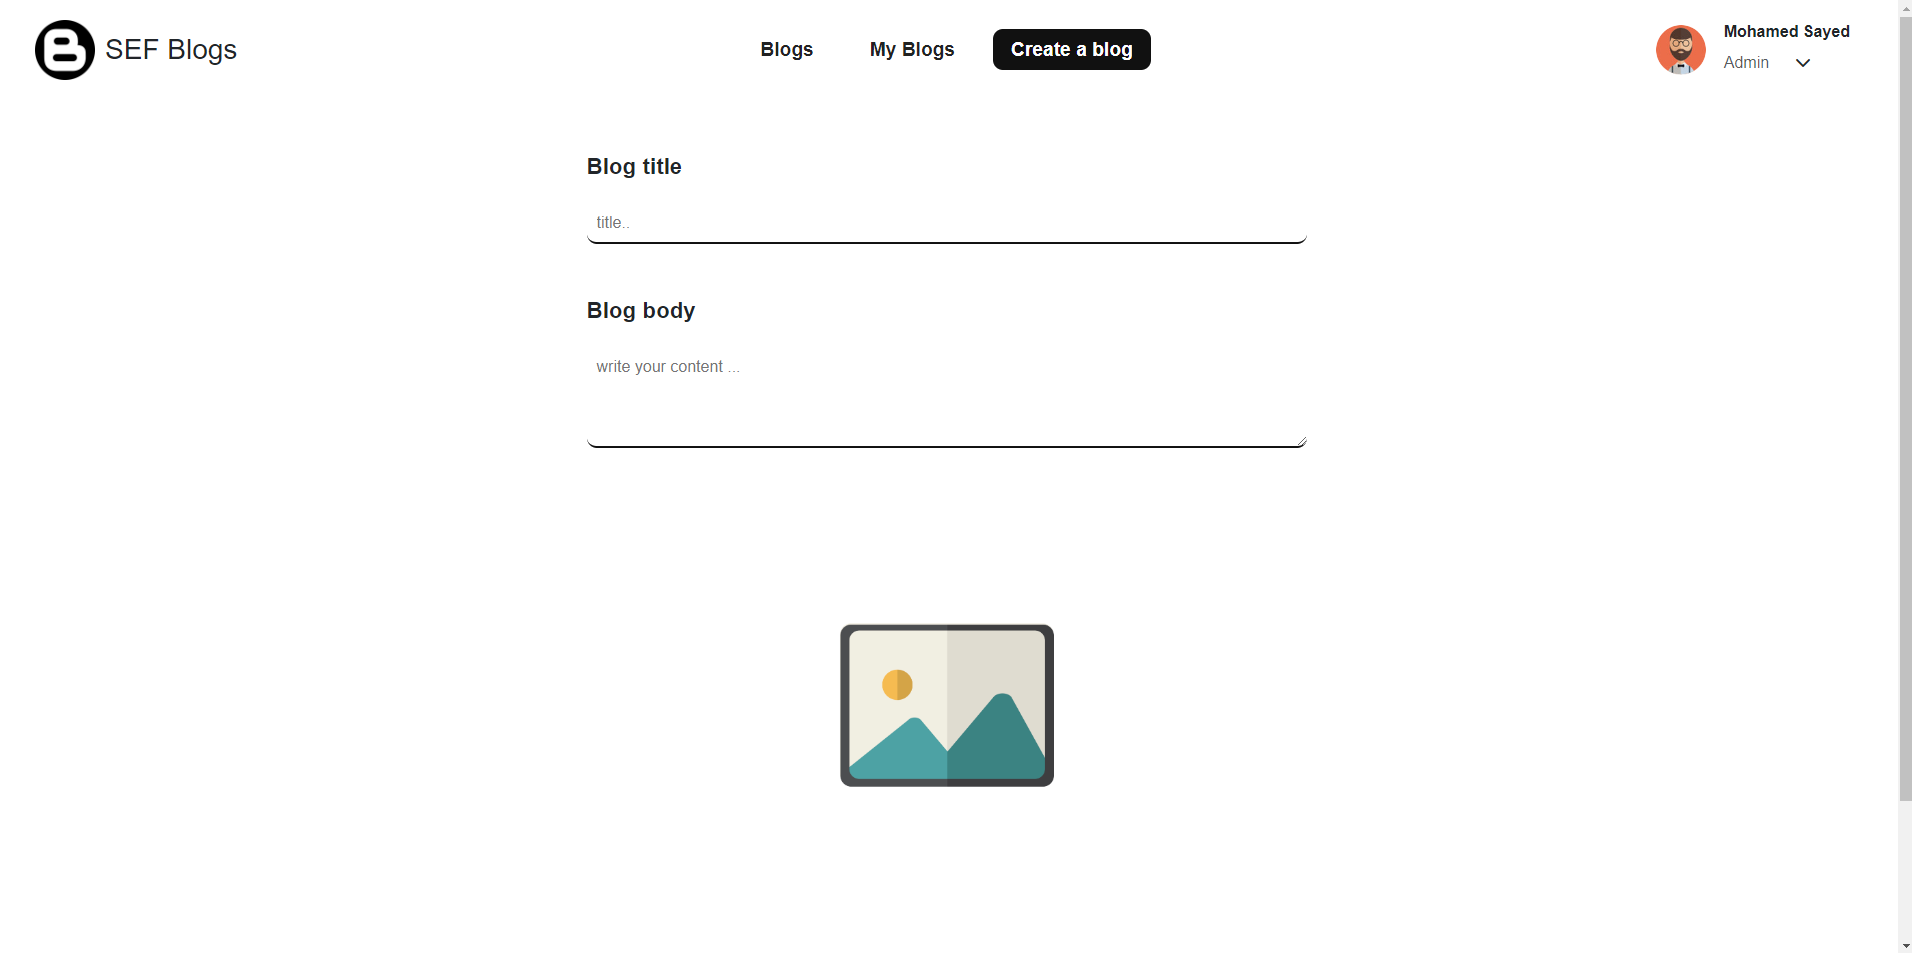 SEF Blogs
Blogs
My Blogs
Create a blog
Mohamed Sayed
Admin
Blog title
title..
Blog body
write your content ...